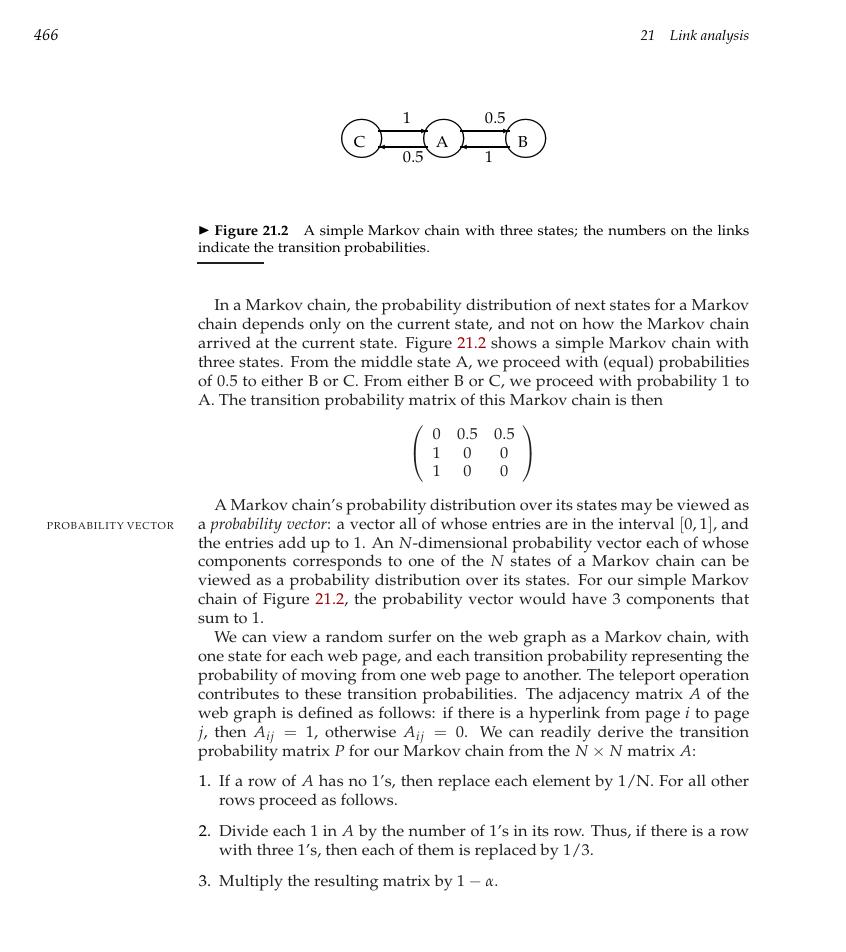 466
21 Link analysis
1 0.5
C A B
0.5 1
▶ Figure 21.2 A simple Markov chain with three states; the numbers on the links
indicate the transition probabilities.
In a Markov chain, the probability distribution of next states for a Markov
chain depends only on the current state, and not on how the Markov chain
arrived at the current state. Figure 21.2 shows a simple Markov chain with
three states. From the middle state A, we proceed with (equal) probabilities
of 0.5 to either B or C. From either B or C, we proceed with probability 1 to
A. The transition probability matrix of this Markov chain is then
0 0.5 0.5
1 0 0
1 0 0
A Markov chain's probability distribution over its states may be viewed as
PROBABILITY VECTOR
a probability vector: a vector all of whose entries are in the interval [0, 1], and
the entries add up to 1. An N-dimensional probability vector each of whose
components corresponds to one of the N states of a Markov chain can be
viewed as a probability distribution over its states. For our simple Markov
chain of Figure 21.2, the probability vector would have 3 components that
sum to 1.
We can view a random surfer on the web graph as a Markov chain, with
one state for each web page, and each transition probability representing the
probability of moving from one web page to another. The teleport operation
contributes to these transition probabilities. The adjacency matrix A of the
web graph is defined as follows: if there is a hyperlink from page i to page
j, then Aij = 1, otherwise Aij = 0. We can readily derive the transition
probability matrix P for our Markov chain from the N × N matrix A:
1. If a row of A has no 1's, then replace each element by 1/N. For all other
rows proceed as follows.
2. Divide each 1 in A by the number of 1's in its row. Thus, if there is a row
with three 1's, then each of them is replaced by 1/3.
3. Multiply the resulting matrix by 1 − α.